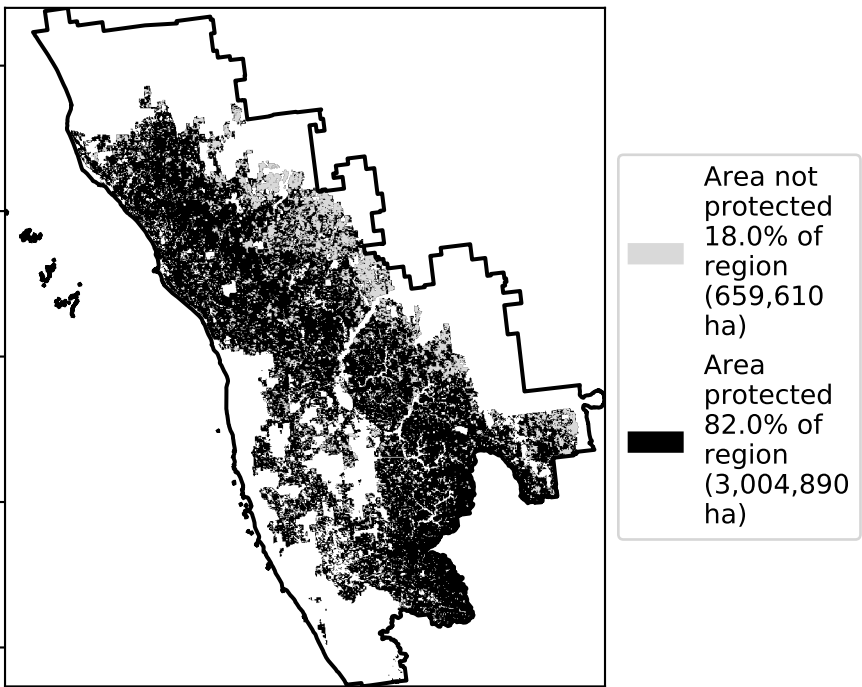 Area not
protected
18.0% of
region
(659,610
ha)
Area
protected
82.0% of
region
(3,004,890
ha)